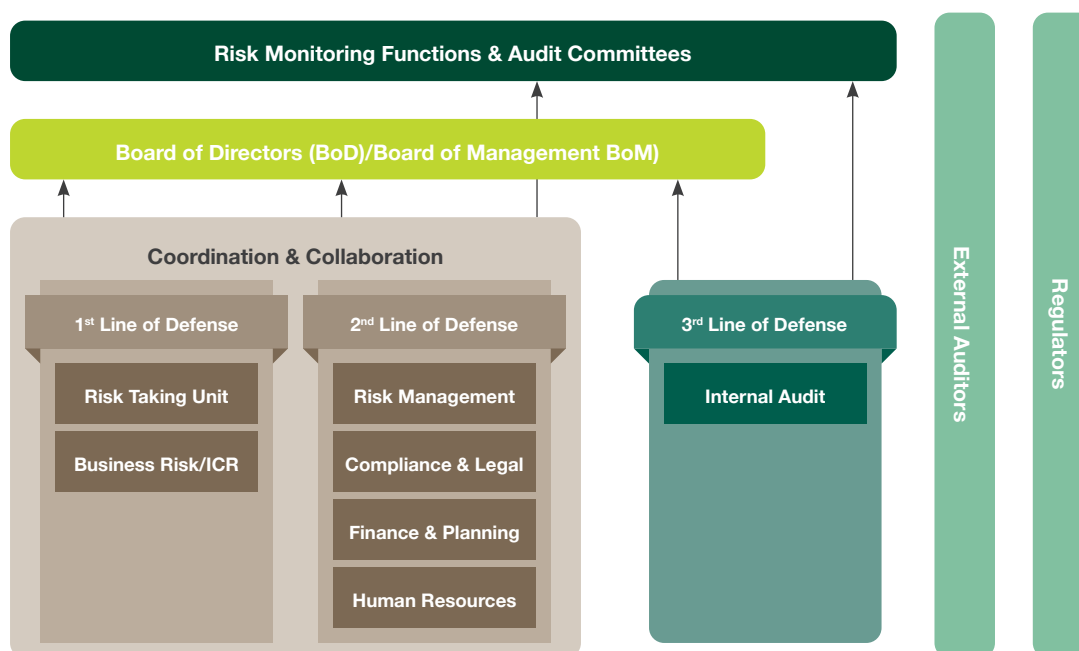 Risk Monitoring Functions & Audit Committees
Board of Directors (BoD)/Board of Management BoM)
Coordination & Collaboration
1st Line of Defense
Risk Taking Unit
Business Risk/ICR
2nd Line of Defense
Risk Management
Compliance & Legal
Finance & Planning
Human Resources
3rd Line of Defense
Internal Audit
External Auditors
Regulators